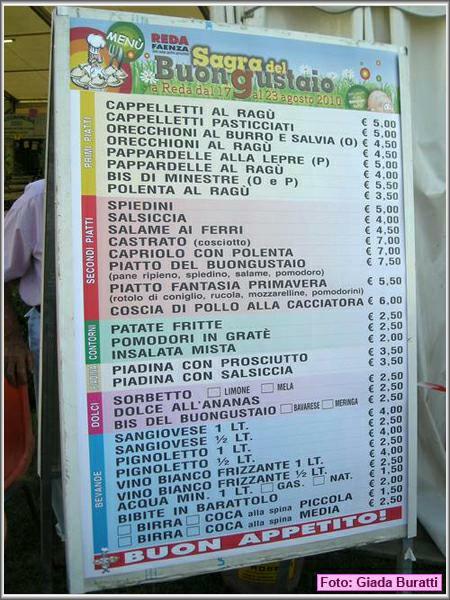 MENÙ
REDA
FAENZA
Sagra del
Buongustaio
a Reda dal 17 al 23 agosto 2010
PRIMI PIATTI
CAPPELLETTI AL RAGÙ € 5,00
CAPPELLETTI PASTICCIATI € 5,00
ORECCHIONI AL BURRO E SALVIA (O) € 4,50
ORECCHIONI AL RAGÙ € 4,50
PAPPARDELLE ALLA LEPRE (P) € 5,00
PAPPARDELLE AL RAGÙ € 4,50
BIS DI MINESTRE (O e P) € 5,00
POLENTA AL RAGÙ € 3,50
SECONDI PIATTI
SPIEDINI € 5,00
SALSICCIA € 4,00
SALAME AI FERRI € 4,50
CASTRATO (cosciotto) € 7,00
CAPRIOLO CON POLENTA € 7,00
PIATTO DEL BUONGUSTAIO € 7,50
(pane ripieno, spiedino, salame, pomodoro)
PIATTO FANTASIA PRIMAVERA € 5,50
(rotolo di coniglio, rucola, mozzarelline, pomodorini)
COSCIA DI POLLO ALLA CACCIATORA € 6,00
CONTORNI
PATATE FRITTE € 2,50
POMODORI IN GRATÈ € 2,50
INSALATA MISTA € 2,00
PIADINA
PIADINA CON PROSCIUTTO € 3,50
PIADINA CON SALSICCIA € 3,50
DOLCI
SORBETTO LIMONE MELA € 2,50
DOLCE ALL'ANANAS € 2,50
BIS DEL BUONGUSTAIO BAVARESE MERINGA € 2,50
BEVANDE
SANGIOVESE 1 LT. € 4,00
SANGIOVESE ½ LT. € 2,50
PIGNOLETTO 1 LT. € 4,00
PIGNOLETTO ½ LT. € 2,50
VINO BIANCO FRIZZANTE 1 LT. € 4,00
VINO BIANCO FRIZZANTE ½ LT. € 2,50
ACQUA MIN. 1 LT. GAS. NAT. € 1,50
BIBITE IN BARATTOLO € 2,00
BIRRA COCA alla spina PICCOLA € 1,50
BIRRA COCA alla spina MEDIA € 2,50
BUON APPETITO!
Foto: Giada Buratti